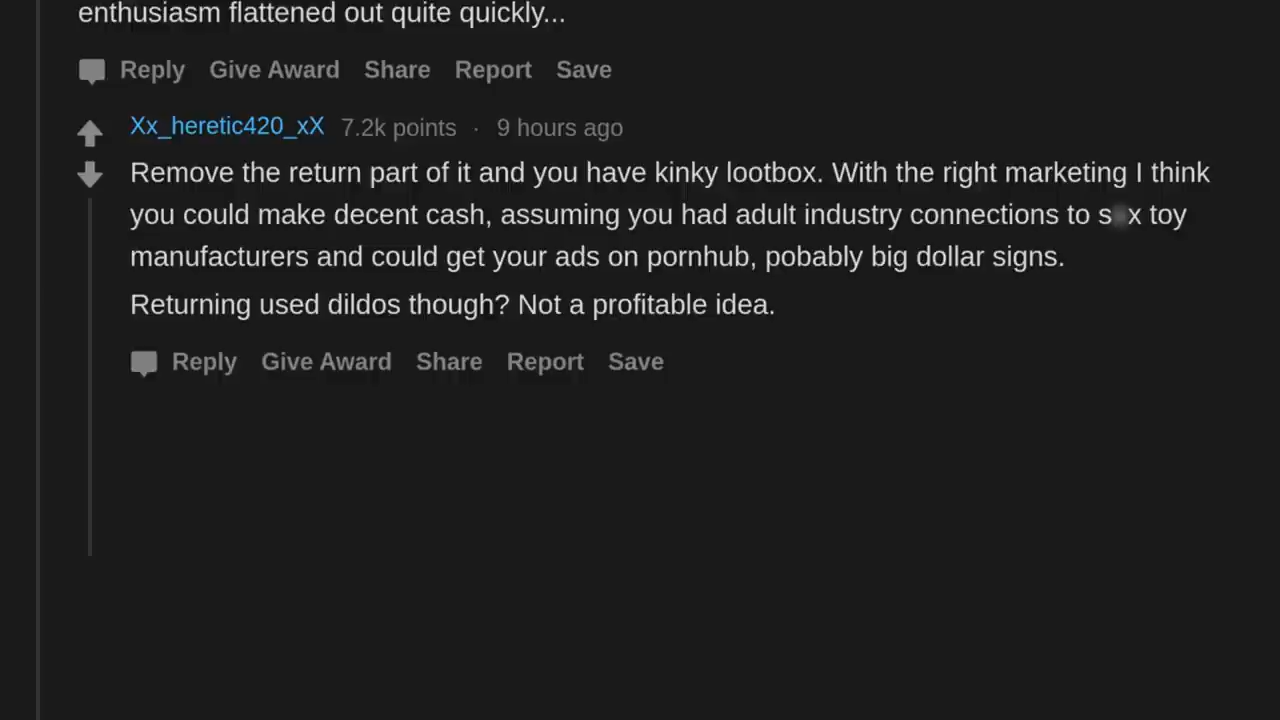 enthusiasm flattened out quite quickly...
Reply Give Award Share Report Save
Xx_heretic420_xX 7.2k points · 9 hours ago
Remove the return part of it and you have kinky lootbox. With the right marketing I think
you could make decent cash, assuming you had adult industry connections to s x toy
manufacturers and could get your ads on pornhub, pobably big dollar signs.
Returning used dildos though? Not a profitable idea.
Reply Give Award Share Report Save